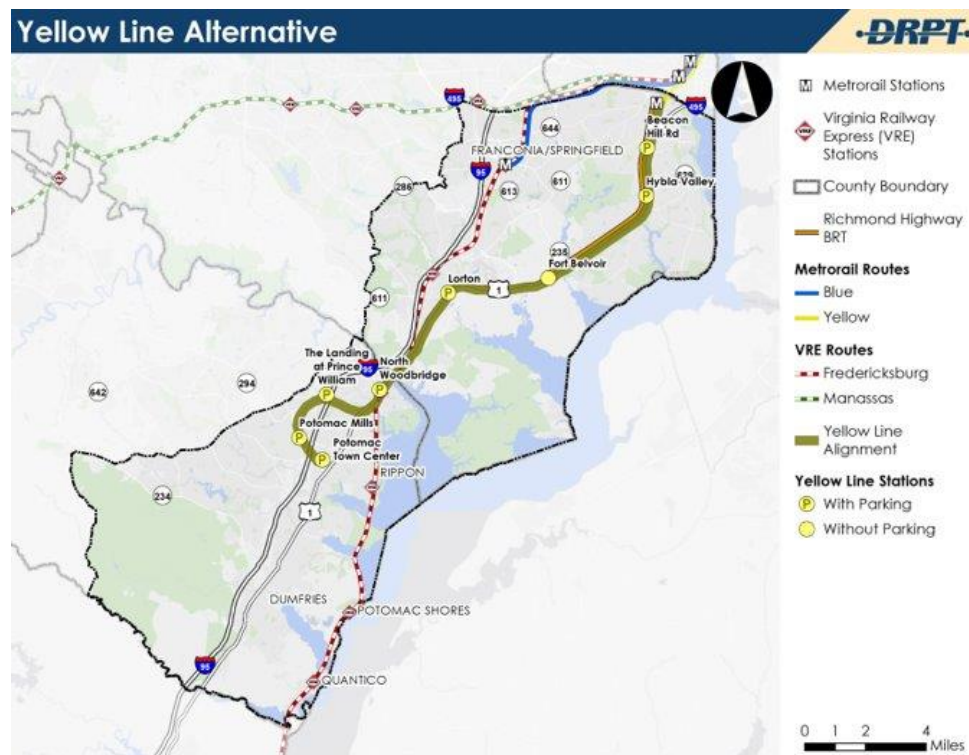 Yellow Line Alternative
DRPT
495
495
644
Beacon
Hill Rd
FRANCONIA/SPRINGFIELD
95
286
613
611
629
Hybla Valley
235
Fort Belvoir
Lorton
1
611
The Landing
at Prince
William
95
North
Woodbridge
294
642
Potomac Mills
Potomac
Town Center
RIPPON
234
1
DUMFRIES
POTOMAC SHORES
95
QUANTICO
M Metrorail Stations
VRE Virginia Railway
Express (VRE)
Stations
County Boundary
Richmond Highway
BRT
Metrorail Routes
Blue
Yellow
VRE Routes
Fredericksburg
Manassas
Yellow Line
Alignment
Yellow Line Stations
P With Parking
Without Parking
0 1 2 4
Miles